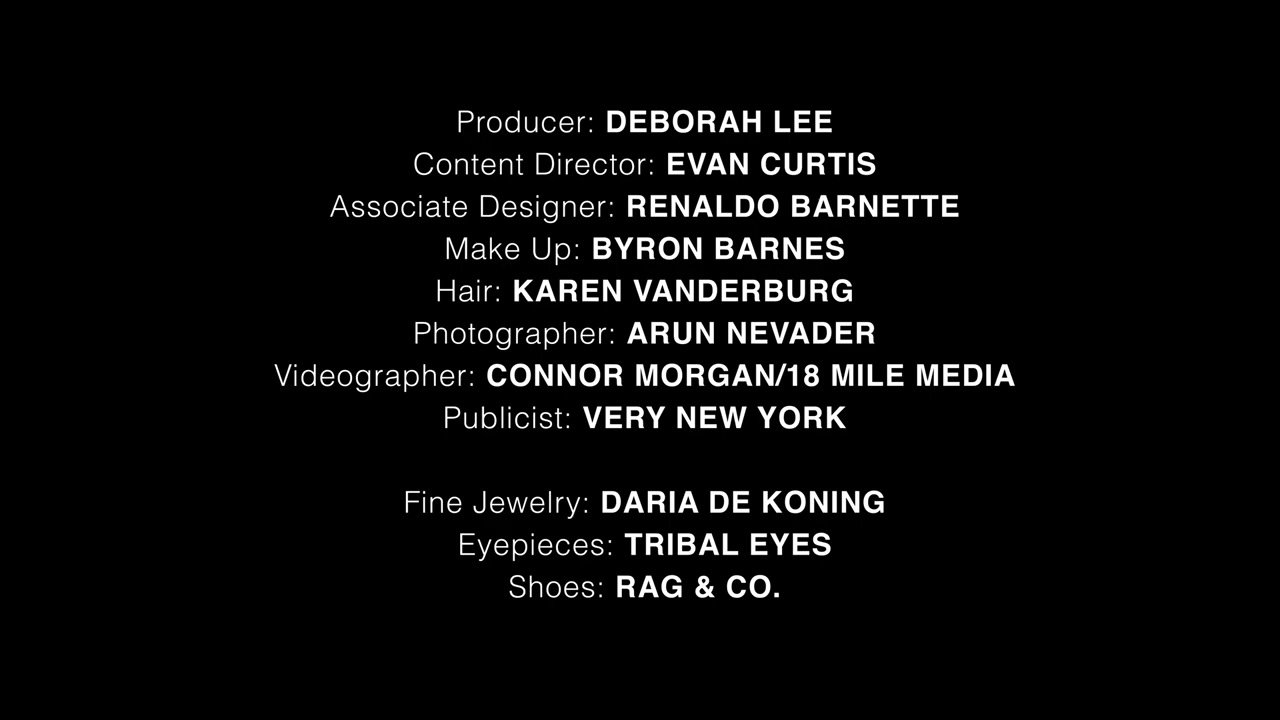 Producer: DEBORAH LEE
Content Director: EVAN CURTIS
Associate Designer: RENALDO BARNETTE
Make Up: BYRON BARNES
Hair: KAREN VANDERBURG
Photographer: ARUN NEVADER
Videographer: CONNOR MORGAN/18 MILE MEDIA
Publicist: VERY NEW YORK
Fine Jewelry: DARIA DE KONING
Eyepieces: TRIBAL EYES
Shoes: RAG & CO.